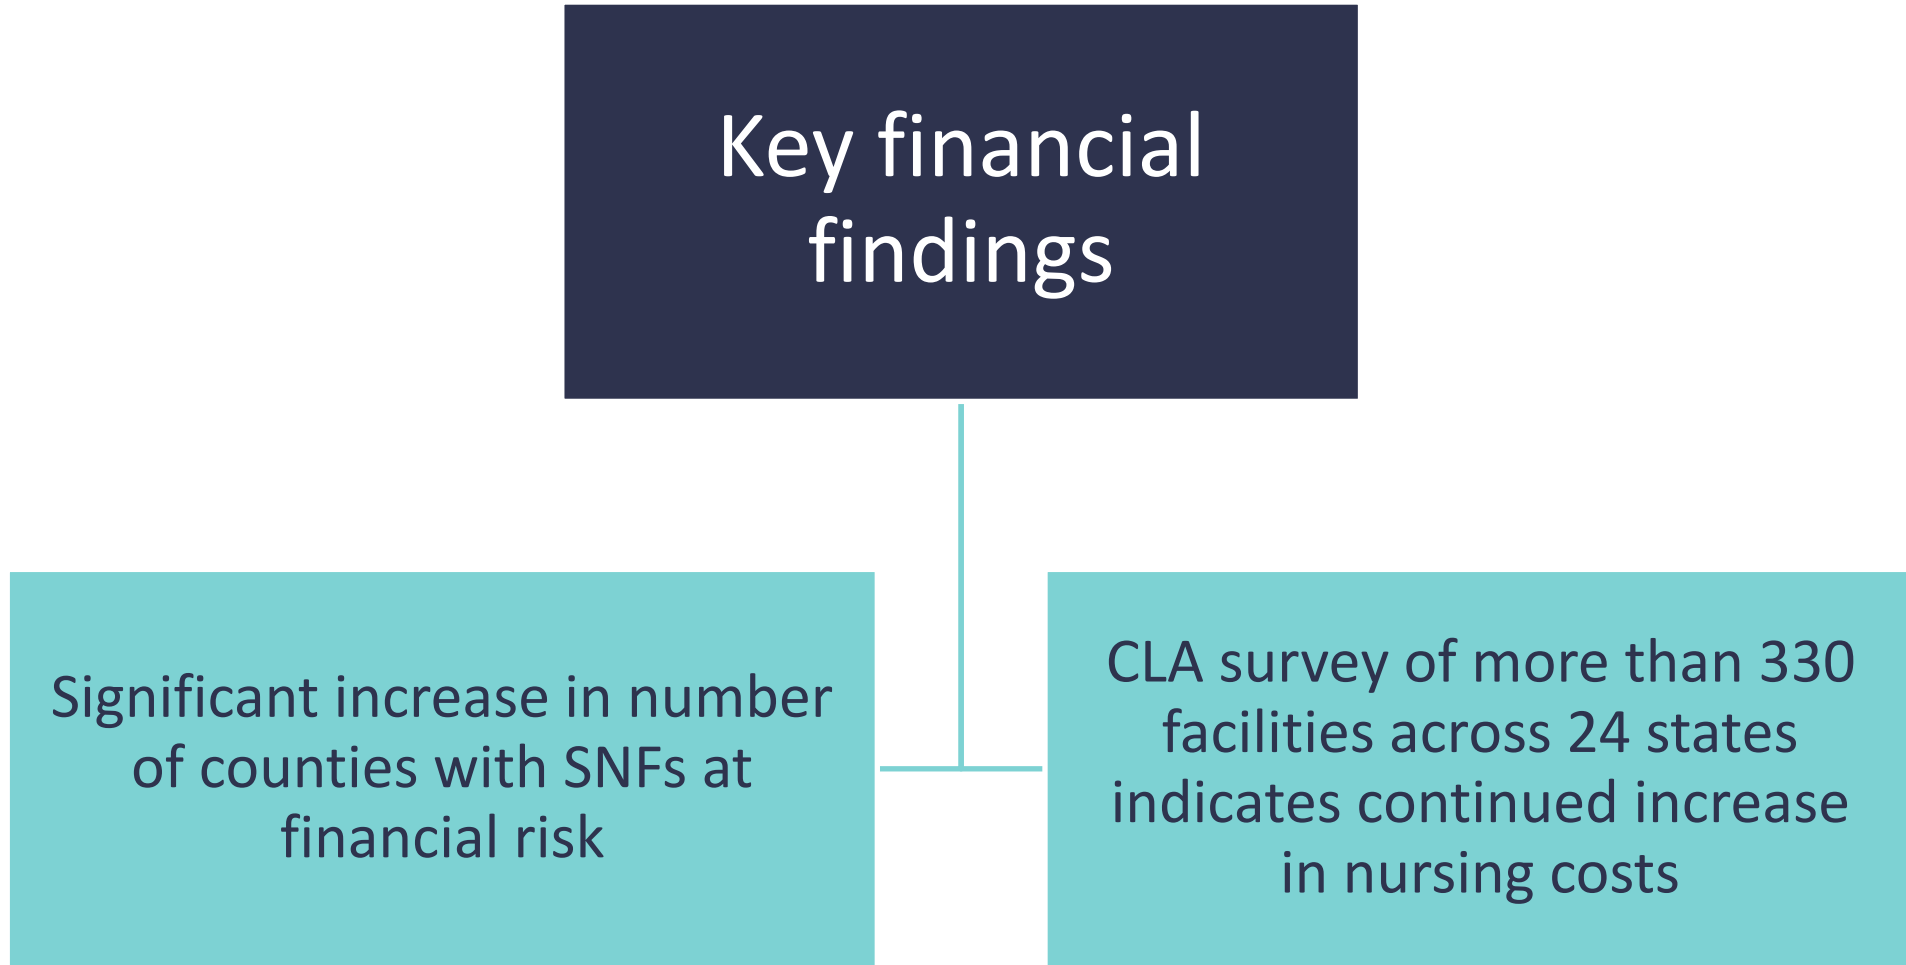 Key financial
findings
Significant increase in number
of counties with SNFs at
financial risk
CLA survey of more than 330
facilities across 24 states
indicates continued increase
in nursing costs